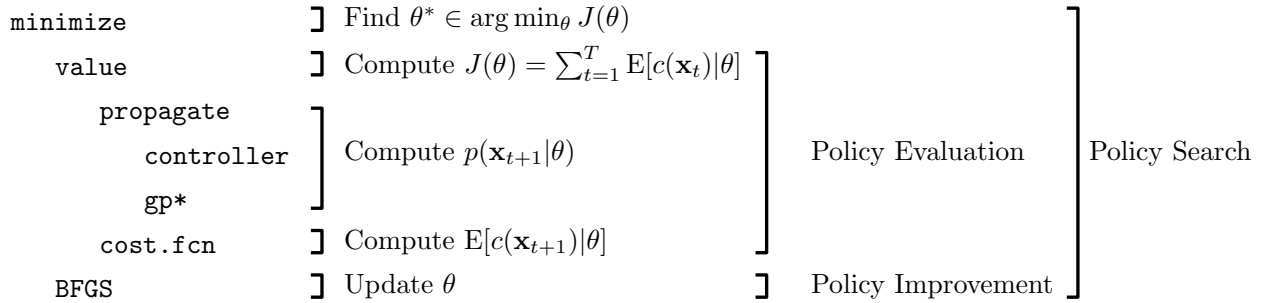 minimize Find θ* ∈ arg min_θ J(θ)
value Compute J(θ) = ∑_{t=1}^{T} E[c(x_t)|θ]
propagate
controller Compute p(x_{t+1}|θ) Policy Evaluation Policy Search
gp*
cost.fcn Compute E[c(x_{t+1})|θ]
BFGS Update θ Policy Improvement